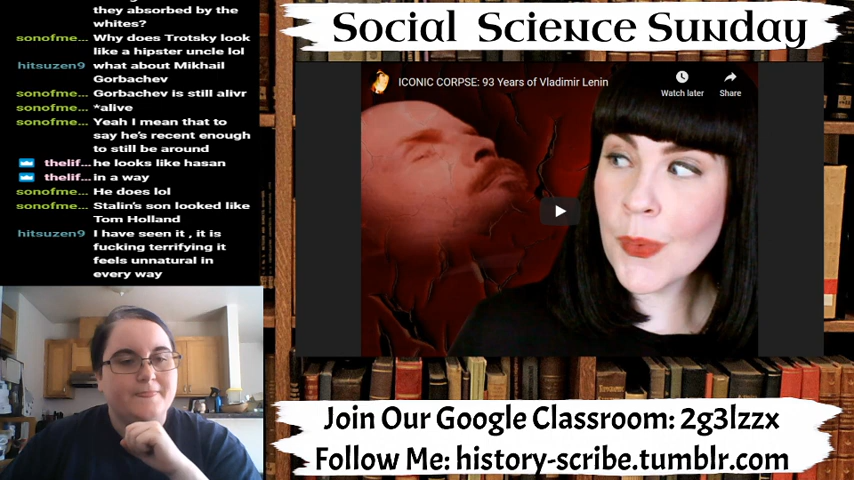 they absorbed by the
whites?
sonofme... Why does Trotsky look
like a hipster uncle lol
hitsuzen9 what about Mikhail
Gorbachev
sonofme... Gorbachev is still alivr
sonofme... *alive
sonofme... Yeah I mean that to
say he's recent enough
to still be around
thelif... he looks like hasan
thelif... in a way
sonofme... He does lol
sonofme... Stalin's son looked like
Tom Holland
hitsuzen9 I have seen it , it is
fucking terrifying it
feels unnatural in
every way
Social Science Sunday
ICONIC CORPSE: 93 Years of Vladimir Lenin
Watch later
Share
Join Our Google Classroom: 2g3lzzx
Follow Me: history-scribe.tumblr.com